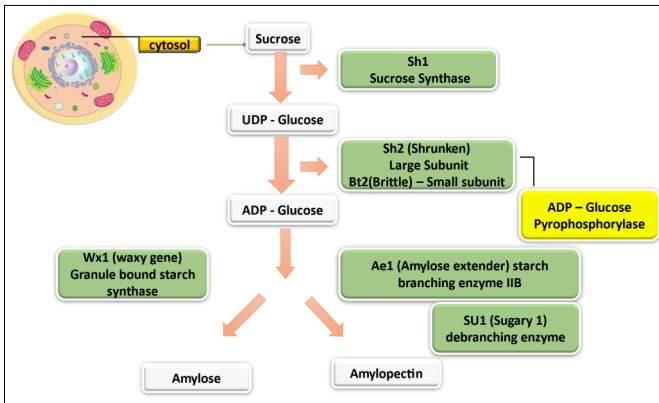 cytosol
Sucrose
Sh1
Sucrose Synthase
UDP - Glucose
Sh2 (Shrunken)
Large Subunit
Bt2(Brittle) – Small subunit
ADP - Glucose
ADP – Glucose
Pyrophosphorylase
Wx1 (waxy gene)
Granule bound starch
synthase
Ae1 (Amylose extender) starch
branching enzyme IIB
SU1 (Sugary 1)
debranching enzyme
Amylose
Amylopectin